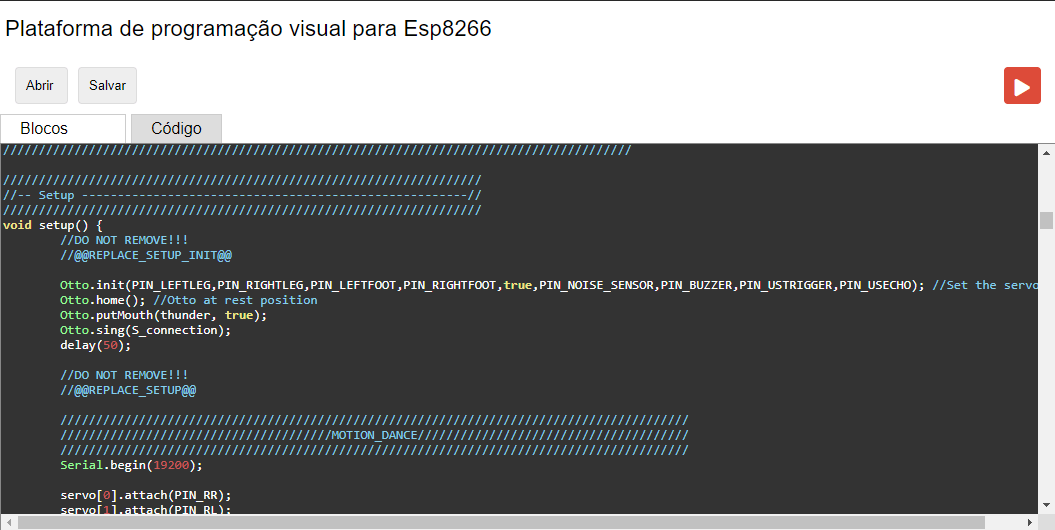 Plataforma de programação visual para Esp8266
Abrir
Salvar
Blocos
Código
////////////////////////////////////////////////////////////////////////////////////////
///////////////////////////////////////////////////////////////////
//-- Setup ------------------------------------------------------//
///////////////////////////////////////////////////////////////////
void setup() {
//DO NOT REMOVE!!!
//@@REPLACE_SETUP_INIT@@
Otto.init(PIN_LEFTLEG,PIN_RIGHTLEG,PIN_LEFTFOOT,PIN_RIGHTFOOT,true,PIN_NOISE_SENSOR,PIN_BUZZER,PIN_USTRIGGER,PIN_USECHO); //Set the servo
Otto.home(); //Otto at rest position
Otto.putMouth(thunder, true);
Otto.sing(S_connection);
delay(50);
//DO NOT REMOVE!!!
//@@REPLACE_SETUP@@
////////////////////////////////////////////////////////////////////////////////////////
//////////////////////////////////////MOTION_DANCE//////////////////////////////////////
////////////////////////////////////////////////////////////////////////////////////////
Serial.begin(19200);
servo[0].attach(PIN_RR);
servo[1].attach(PIN_RL);